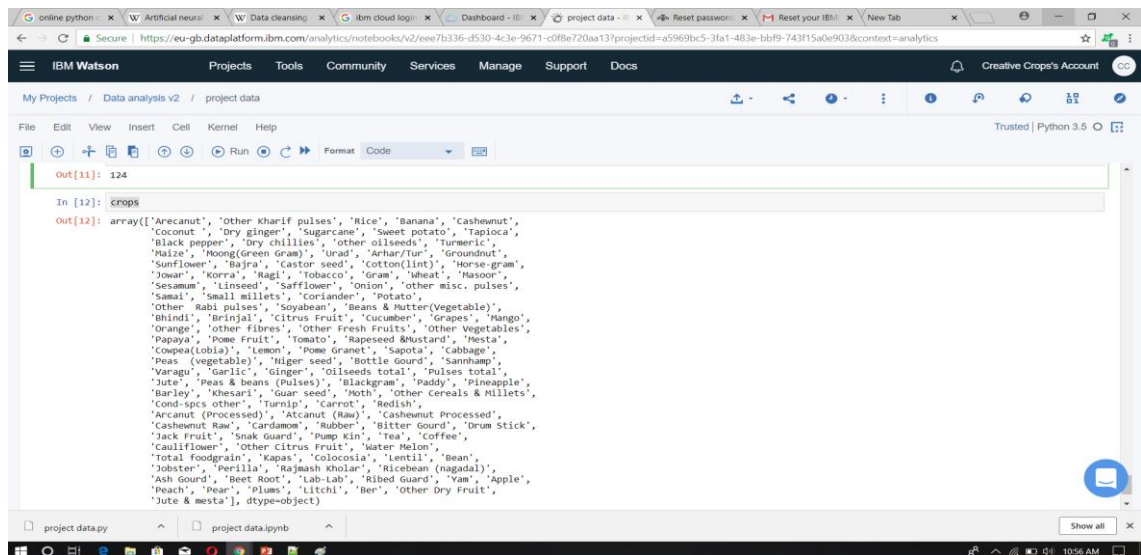 online python c
Artificial neural
Data cleansing
ibm cloud login
Dashboard - IB
project data - I
Reset password
Reset your IBM
New Tab
Secure | https://eu-gb.dataplatform.ibm.com/analytics/notebooks/v2/eee7b336-d530-4c3e-9671-c0f8e720aa13?projectid=a5969bc5-3fa1-483e-bbf9-743f15a0e903&context=analytics
IBM Watson Projects Tools Community Services Manage Support Docs Creative Crops's Account CC
My Projects / Data analysis v2 / project data
File Edit View Insert Cell Kernel Help Trusted | Python 3.5
Run Format Code
Out[11]: 124
In [12]: crops
Out[12]: array(['Arecanut', 'Other Kharif pulses', 'Rice', 'Banana', 'Cashewnut',
'Coconut ', 'Dry ginger', 'Sugarcane', 'Sweet potato', 'Tapioca',
'Black pepper', 'Dry chillies', 'other oilseeds', 'Turmeric',
'Maize', 'Moong(Green Gram)', 'Urad', 'Arhar/Tur', 'Groundnut',
'Sunflower', 'Bajra', 'Castor seed', 'Cotton(lint)', 'Horse-gram',
'Jowar', 'Korra', 'Ragi', 'Tobacco', 'Gram', 'Wheat', 'Masoor',
'Sesamum', 'Linseed', 'Safflower', 'Onion', 'other misc. pulses',
'Samai', 'Small millets', 'Coriander', 'Potato',
'Other  Rabi pulses', 'Soyabean', 'Beans & Mutter(Vegetable)',
'Bhindi', 'Brinjal', 'Citrus Fruit', 'Cucumber', 'Grapes', 'Mango',
'Orange', 'other fibres', 'Other Fresh Fruits', 'Other Vegetables',
'Papaya', 'Pome Fruit', 'Tomato', 'Rapeseed &Mustard', 'Mesta',
'Cowpea(Lobia)', 'Lemon', 'Pome Granet', 'Sapota', 'Cabbage',
'Peas  (vegetable)', 'Niger seed', 'Bottle Gourd', 'Sannhamp',
'Varagu', 'Garlic', 'Ginger', 'Oilseeds total', 'Pulses total',
'Jute', 'Peas & beans (Pulses)', 'Blackgram', 'Paddy', 'Pineapple',
'Barley', 'Khesari', 'Guar seed', 'Moth', 'Other Cereals & Millets',
'Cond-spcs other', 'Turnip', 'Carrot', 'Redish',
'Arcanut (Processed)', 'Atcanut (Raw)', 'Cashewnut Processed',
'Cashewnut Raw', 'Cardamom', 'Rubber', 'Bitter Gourd', 'Drum Stick',
'Jack Fruit', 'Snak Guard', 'Pump Kin', 'Tea', 'Coffee',
'Cauliflower', 'Other Citrus Fruit', 'Water Melon',
'Total foodgrain', 'Kapas', 'Colocosia', 'Lentil', 'Bean',
'Jobster', 'Perilla', 'Rajmash Kholar', 'Ricebean (nagadal)',
'Ash Gourd', 'Beet Root', 'Lab-Lab', 'Ribed Guard', 'Yam', 'Apple',
'Peach', 'Pear', 'Plums', 'Litchi', 'Ber', 'Other Dry Fruit',
'Jute & mesta'], dtype=object)
project data.py
project data.ipynb
Show all
10:56 AM